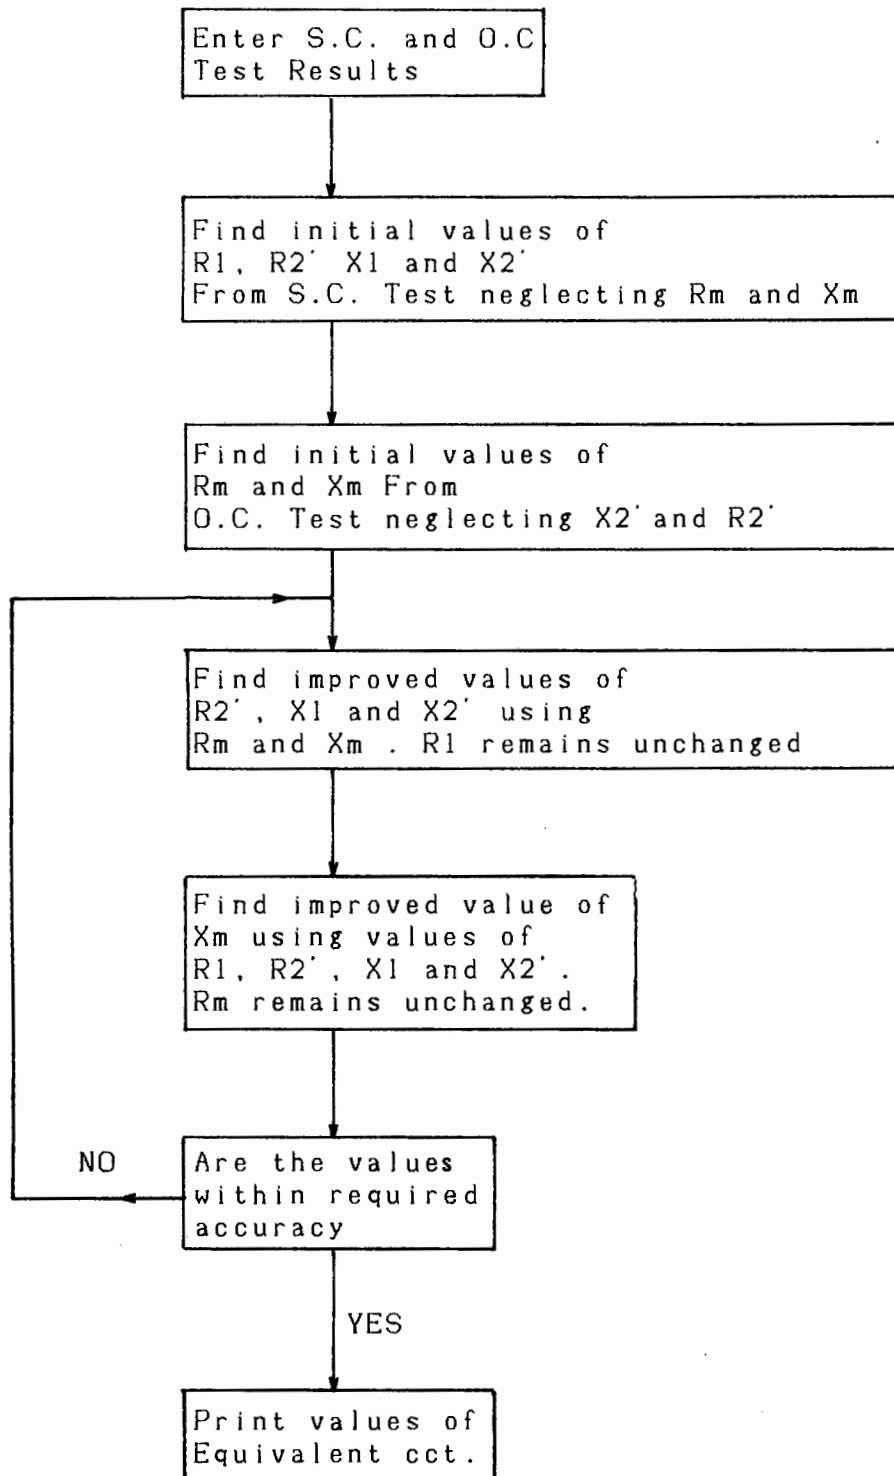 Enter S.C. and O.C
Test Results
Find initial values of
R1, R2' X1 and X2'
From S.C. Test neglecting Rm and Xm
Find initial values of
Rm and Xm From
O.C. Test neglecting X2' and R2'
Find improved values of
R2', X1 and X2' using
Rm and Xm . R1 remains unchanged
Find improved value of
Xm using values of
R1, R2', X1 and X2'.
Rm remains unchanged.
NO
Are the values
within required
accuracy
YES
Print values of
Equivalent cct.